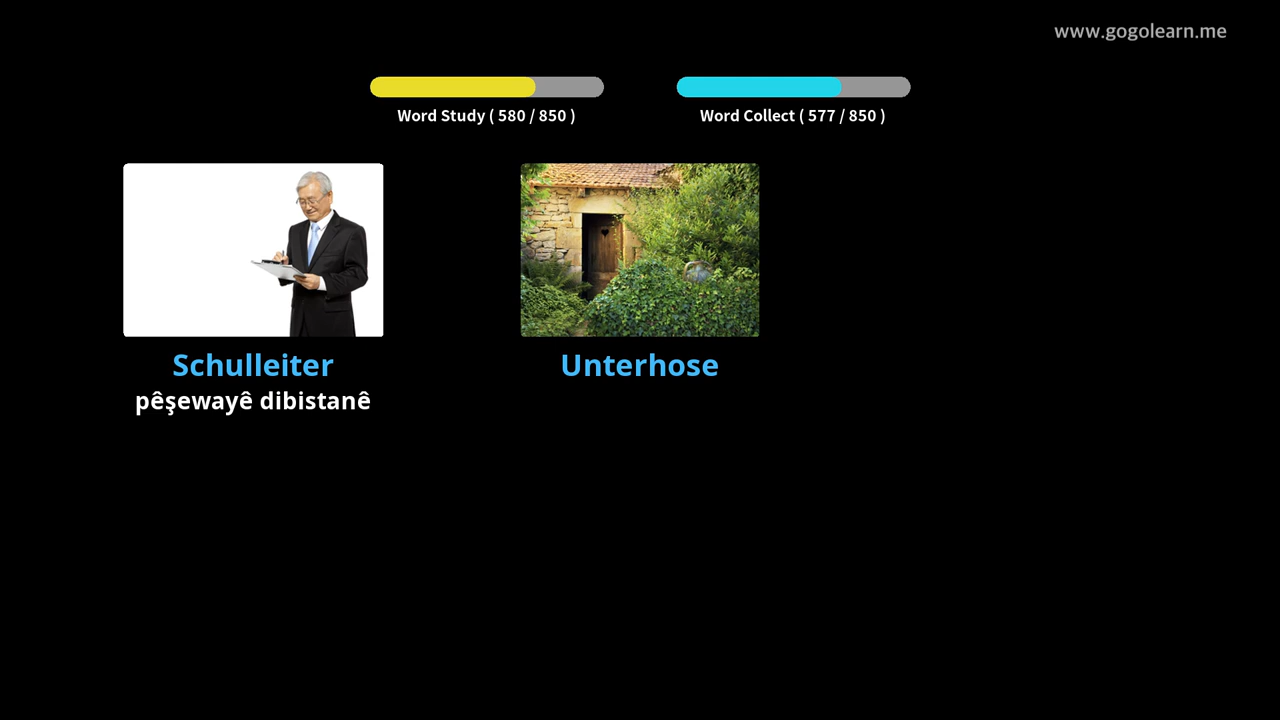 www.gogolearn.me
Word Study ( 580 / 850 )
Word Collect ( 577 / 850 )
Schulleiter
pêşewayê dibistanê
Unterhose